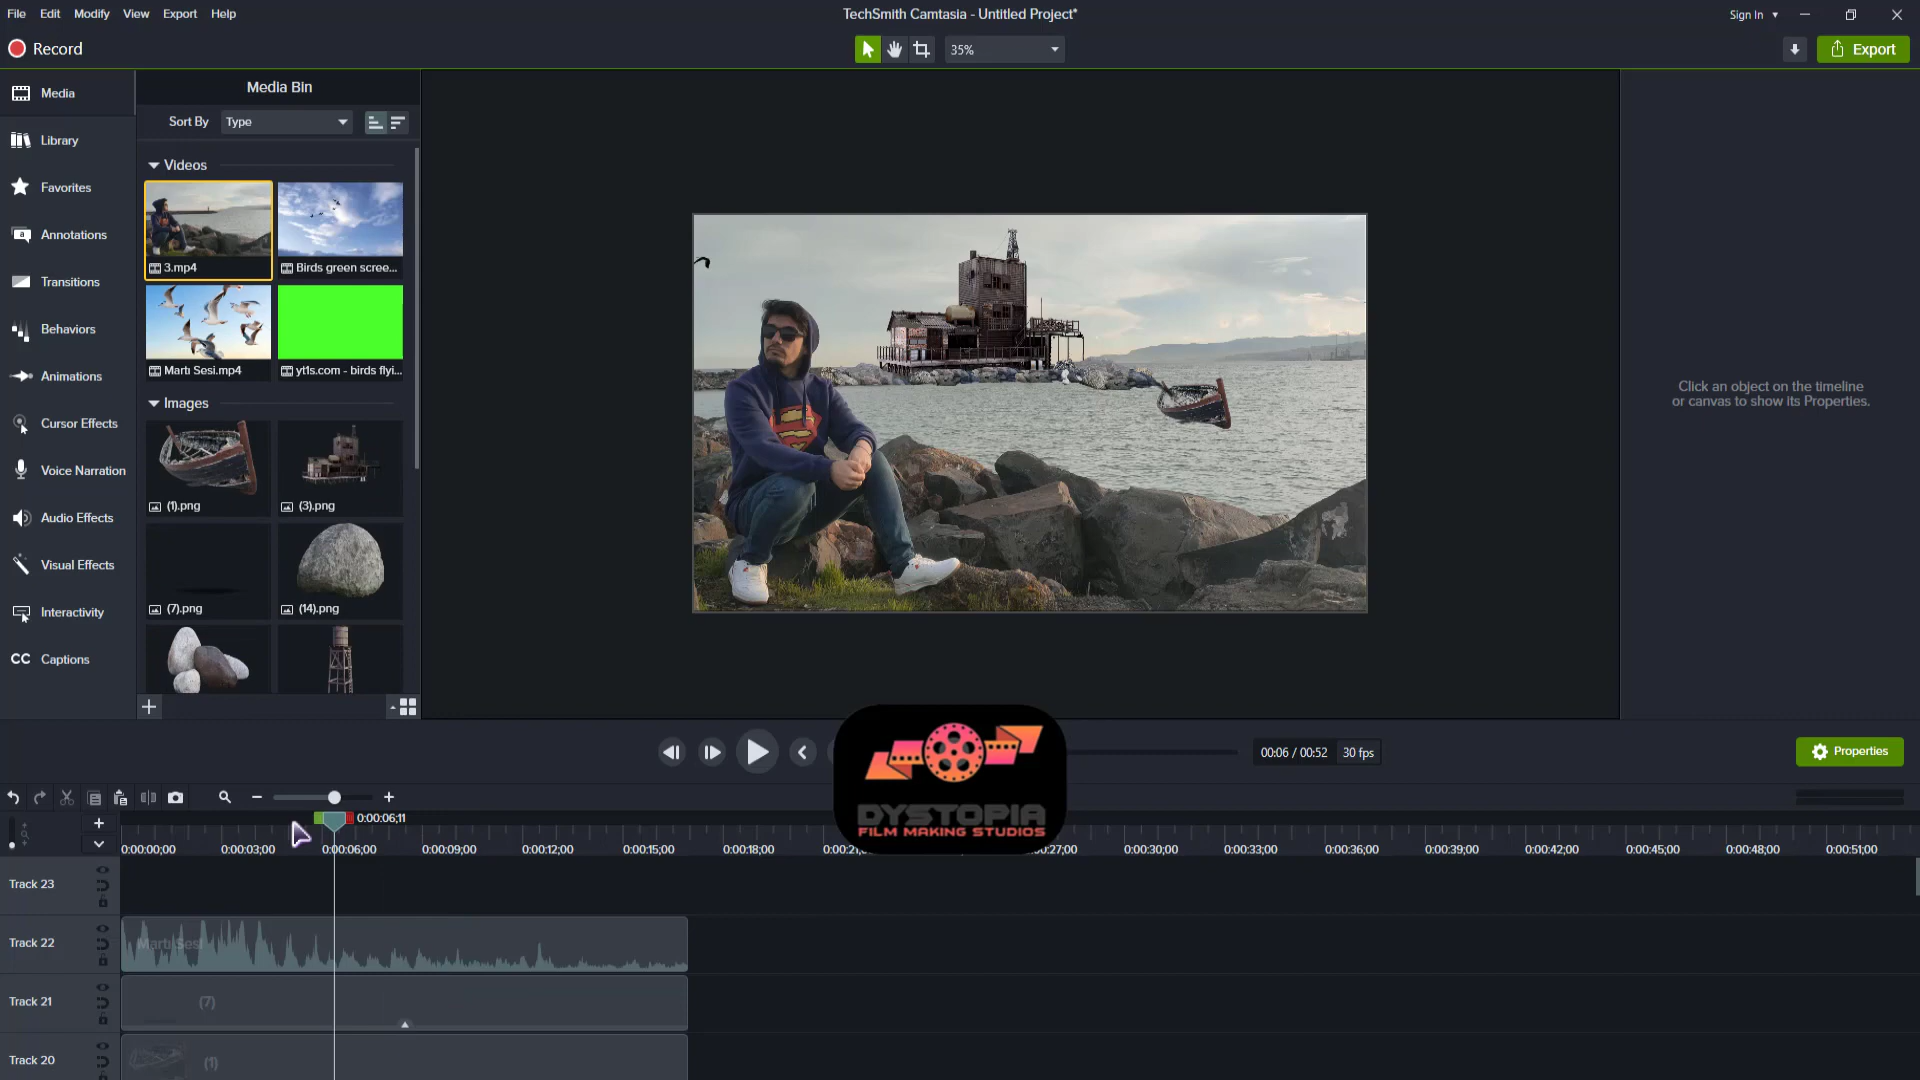 File Edit Modify View Export Help
TechSmith Camtasia - Untitled Project*
Sign In
Record
35%
Export
Media
Library
Favorites
Annotations
Transitions
Behaviors
Animations
Cursor Effects
Voice Narration
Audio Effects
Visual Effects
Interactivity
CC Captions
Media Bin
Sort By Type
Videos
3.mp4
Birds green scree...
Martı Sesi.mp4
yt1s.com - birds flyi...
Images
(1).png
(3).png
(7).png
(14).png
Click an object on the timeline
or canvas to show its Properties.
00:06 / 00:52 30 fps
Properties
DYSTOPIA
FILM MAKING STUDIOS
0:00:06;11
0:00:00;00 0:00:03;00 0:00:06;00 0:00:09;00 0:00:12;00 0:00:15;00 0:00:18;00 0:00:30;00 0:00:33;00 0:00:36;00 0:00:39;00 0:00:42;00 0:00:45;00 0:00:48;00 0:00:51;00
Track 23
Track 22
Martı Sesi
Track 21
(7)
Track 20
(1)